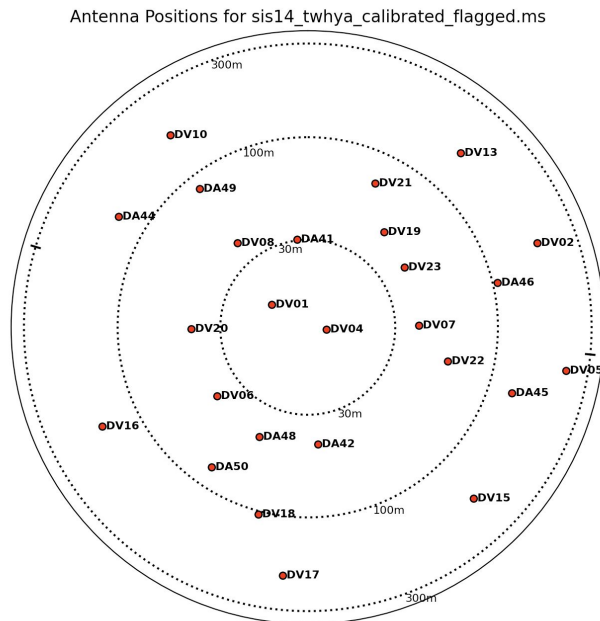 Antenna Positions for sis14_twhya_calibrated_flagged.ms
300m
DV10
100m
DV13
DV21
DA49
DA44
DV19
DA41
DV08
DV02
30m
DV23
DA46
DV01
DV07
DV20
DV04
DV22
DV05
DA45
DV06
30m
DV16
DA48
DA42
DA50
DV15
100m
DV18
DV17
300m